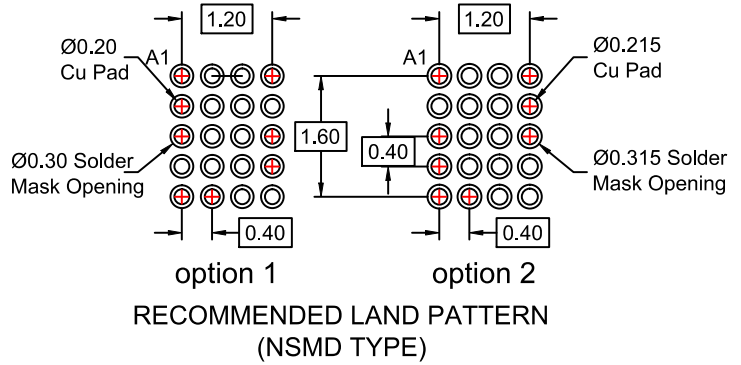 1.20
1.20
Ø0.20
Cu Pad
A1
A1
Ø0.215
Cu Pad
1.60
0.40
Ø0.30 Solder
Mask Opening
Ø0.315 Solder
Mask Opening
0.40
0.40
option 1
option 2
RECOMMENDED LAND PATTERN
(NSMD TYPE)